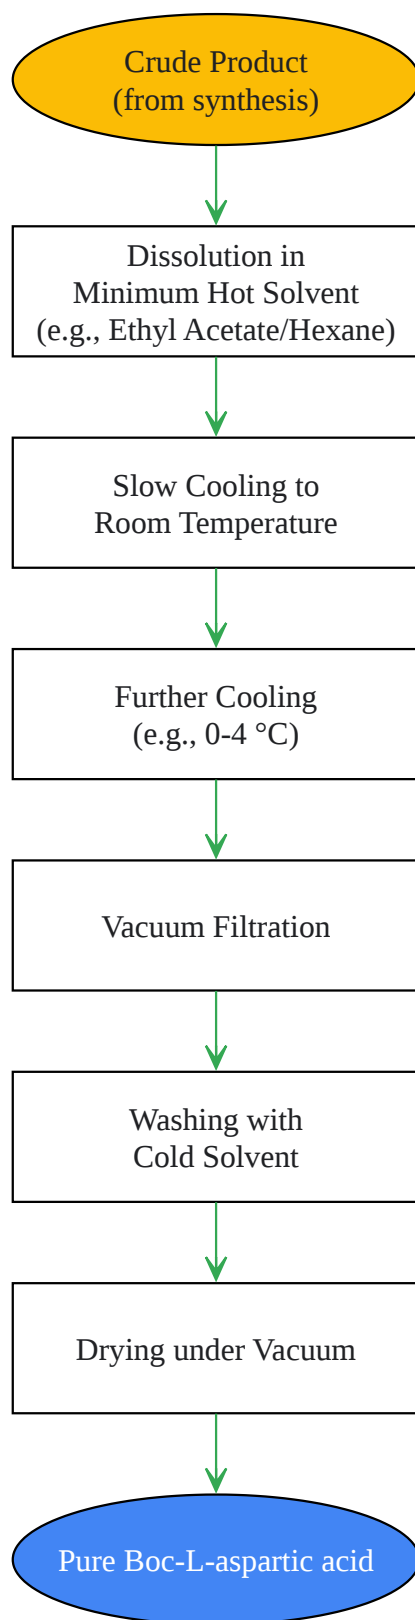 Crude Product
(from synthesis)
Dissolution in
Minimum Hot Solvent
(e.g., Ethyl Acetate/Hexane)
Slow Cooling to
Room Temperature
Further Cooling
(e.g., 0-4 °C)
Vacuum Filtration
Washing with
Cold Solvent
Drying under Vacuum
Pure Boc-L-aspartic acid